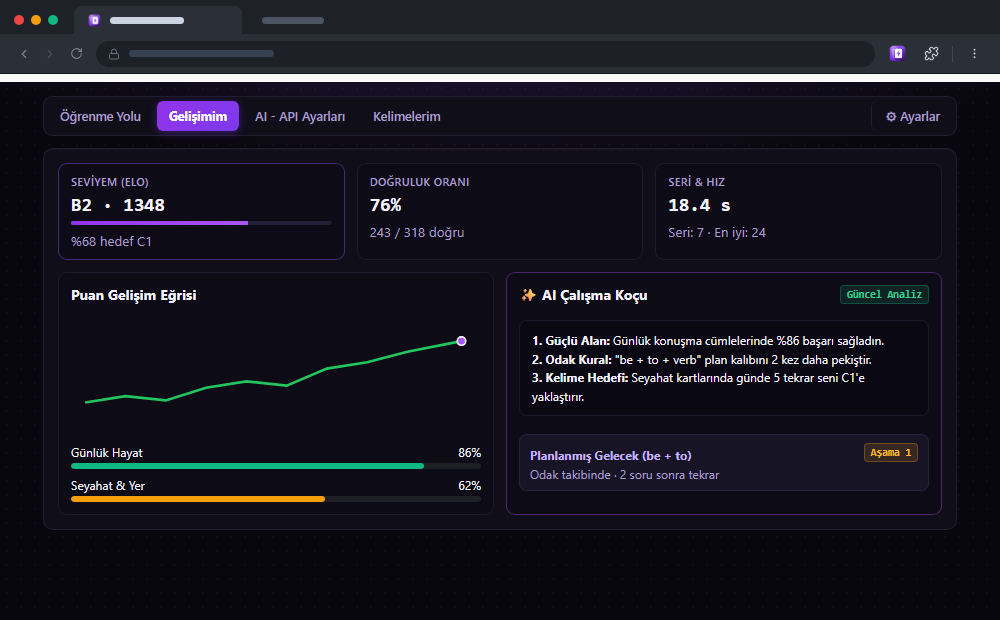 Öğrenme Yolu
Gelişimim
AI - API Ayarları
Kelimelerim
⚙ Ayarlar
SEVİYEM (ELO)
B2 · 1348
%68 hedef C1
DOĞRULUK ORANI
76%
243 / 318 doğru
SERİ & HIZ
18.4 s
Seri: 7 · En iyi: 24
Puan Gelişim Eğrisi
Günlük Hayat 86%
Seyahat & Yer 62%
✨ AI Çalışma Koçu
Güncel Analiz
1. Güçlü Alan: Günlük konuşma cümlelerinde %86 başarı sağladın.
2. Odak Kural: "be + to + verb" plan kalıbını 2 kez daha pekiştir.
3. Kelime Hedefi: Seyahat kartlarında günde 5 tekrar seni C1'e
yaklaştırır.
Planlanmış Gelecek (be + to)
Aşama 1
Odak takibinde · 2 soru sonra tekrar